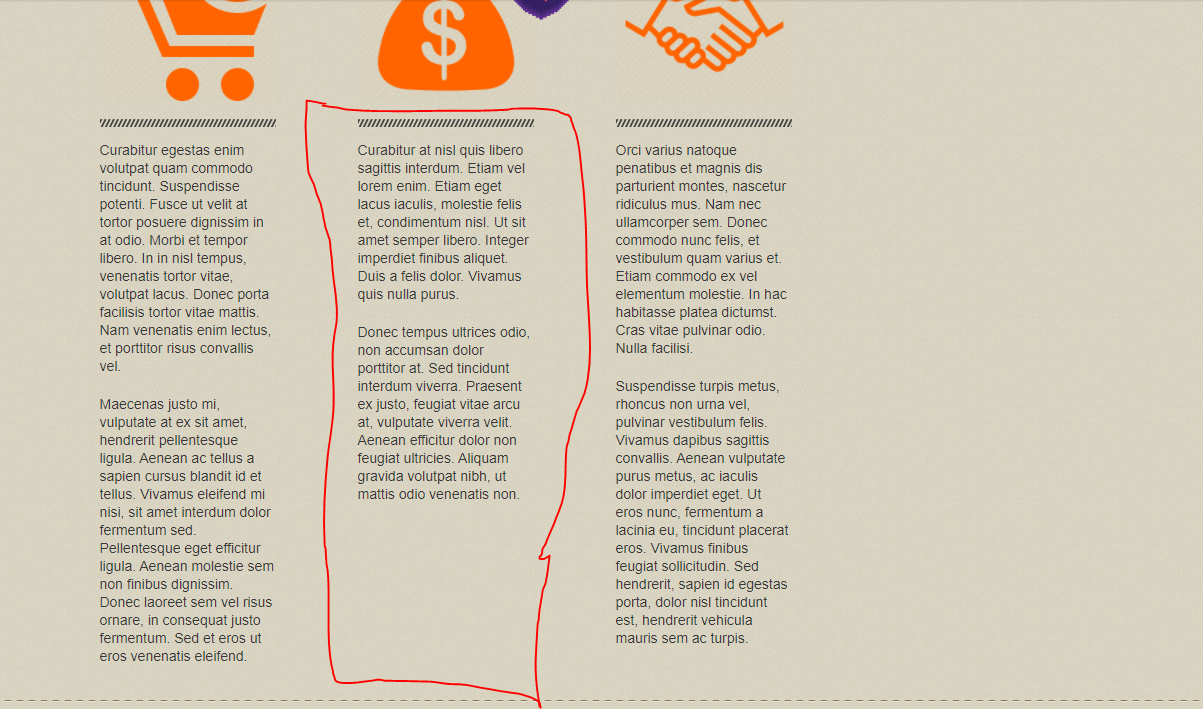 $
Curabitur egestas enim
volutpat quam commodo
tincidunt. Suspendisse
potenti. Fusce ut velit at
tortor posuere dignissim in
at odio. Morbi et tempor
libero. In in nisl tempus,
venenatis tortor vitae,
volutpat lacus. Donec porta
facilisis tortor vitae mattis.
Nam venenatis enim lectus,
et porttitor risus convallis
vel.
Maecenas justo mi,
vulputate at ex sit amet,
hendrerit pellentesque
ligula. Aenean ac tellus a
sapien cursus blandit id et
tellus. Vivamus eleifend mi
nisi, sit amet interdum dolor
fermentum sed.
Pellentesque eget efficitur
ligula. Aenean molestie sem
non finibus dignissim.
Donec laoreet sem vel risus
ornare, in consequat justo
fermentum. Sed et eros ut
eros venenatis eleifend.
Curabitur at nisl quis libero
sagittis interdum. Etiam vel
lorem enim. Etiam eget
lacus iaculis, molestie felis
et, condimentum nisl. Ut sit
amet semper libero. Integer
imperdiet finibus aliquet.
Duis a felis dolor. Vivamus
quis nulla purus.
Donec tempus ultrices odio,
non accumsan dolor
porttitor at. Sed tincidunt
interdum viverra. Praesent
ex justo, feugiat vitae arcu
at, vulputate viverra velit.
Aenean efficitur dolor non
feugiat ultricies. Aliquam
gravida volutpat nibh, ut
mattis odio venenatis non.
Orci varius natoque
penatibus et magnis dis
parturient montes, nascetur
ridiculus mus. Nam nec
ullamcorper sem. Donec
commodo nunc felis, et
vestibulum quam varius et.
Etiam commodo ex vel
elementum molestie. In hac
habitasse platea dictumst.
Cras vitae pulvinar odio.
Nulla facilisi.
Suspendisse turpis metus,
rhoncus non urna vel,
pulvinar vestibulum felis.
Vivamus dapibus sagittis
convallis. Aenean vulputate
purus metus, ac iaculis
dolor imperdiet eget. Ut
eros nunc, fermentum a
lacinia eu, tincidunt placerat
eros. Vivamus finibus
feugiat sollicitudin. Sed
hendrerit, sapien id egestas
porta, dolor nisl tincidunt
est, hendrerit vehicula
mauris sem ac turpis.